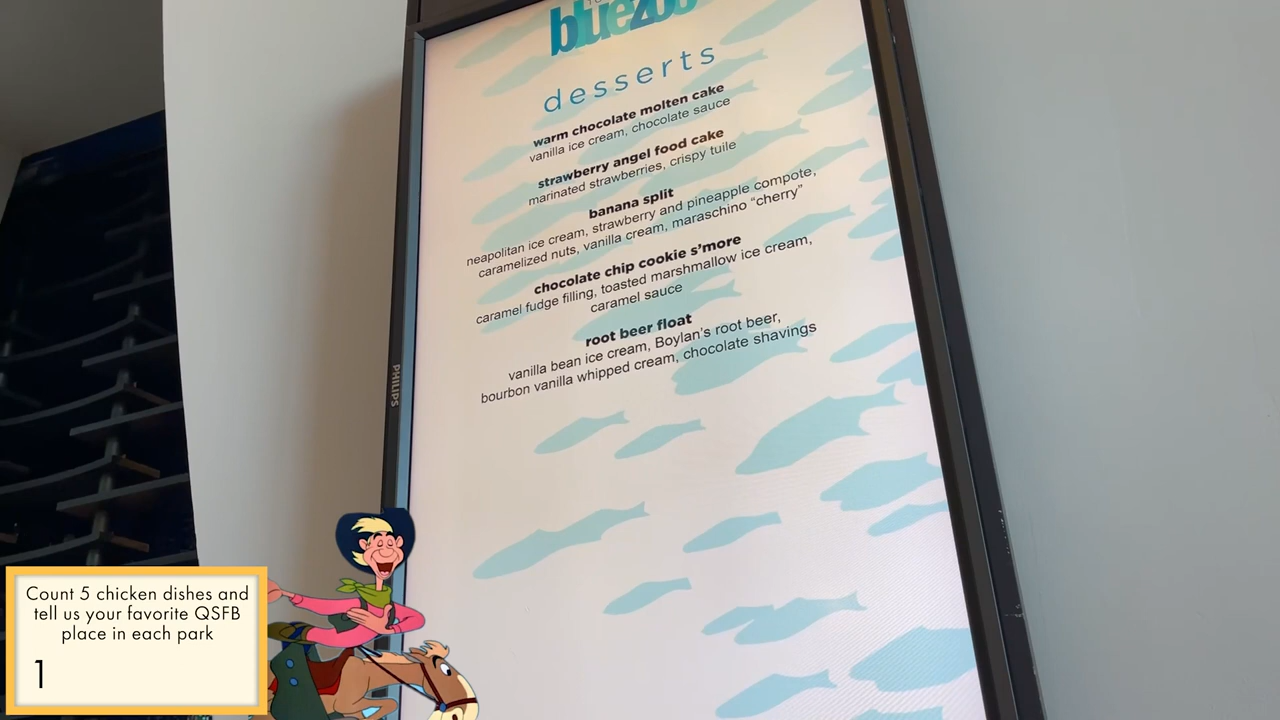 bluezoo
desserts
warm chocolate molten cake
vanilla ice cream, chocolate sauce
strawberry angel food cake
marinated strawberries, crispy tuile
banana split
neapolitan ice cream, strawberry and pineapple compote,
caramelized nuts, vanilla cream, maraschino “cherry”
chocolate chip cookie s’more
caramel fudge filling, toasted marshmallow ice cream,
caramel sauce
root beer float
vanilla bean ice cream, Boylan’s root beer,
bourbon vanilla whipped cream, chocolate shavings
PHILIPS
Count 5 chicken dishes and
tell us your favorite QSFB
place in each park
1